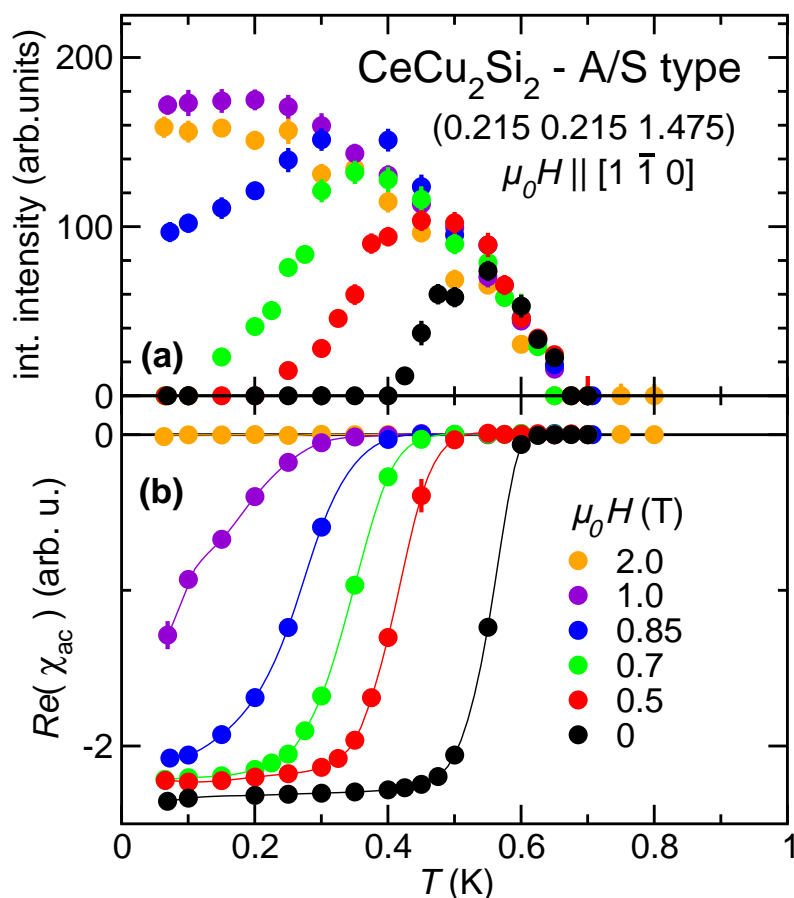 CeCu₂Si₂ - A/S type
(0.215 0.215 1.475)
μ₀H || [1 1̅ 0]
int. intensity (arb.units)
200
100
0
(a)
0
-2
(b)
Re( χac ) (arb. u.)
μ₀H (T)
2.0
1.0
0.85
0.7
0.5
0
0 0.2 0.4 0.6 0.8 1
T (K)